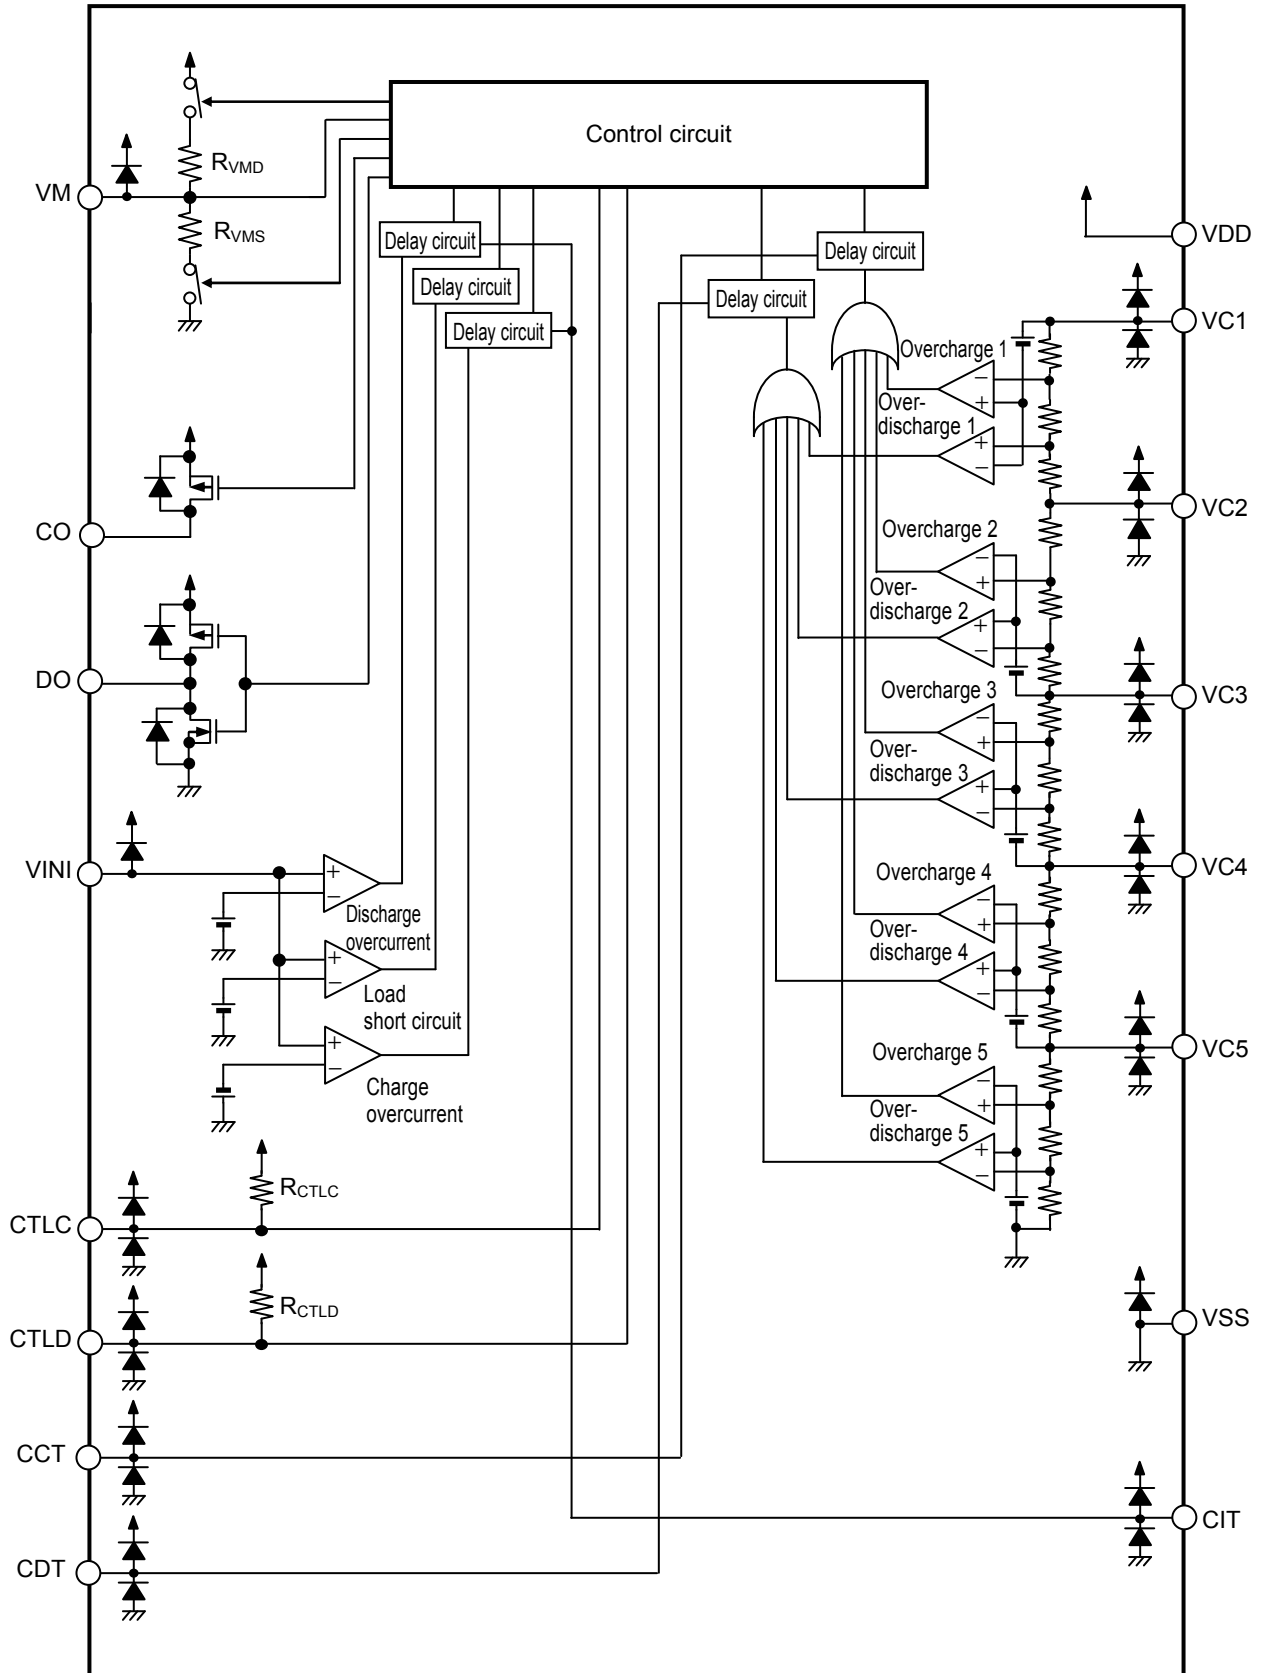 Control circuit
RVMD
VM
RVMS
Delay circuit
Delay circuit
Delay circuit
Delay circuit
Delay circuit
VDD
VC1
Overcharge 1
−
+
Over-
discharge 1
+
−
CO
VC2
Overcharge 2
−
+
Over-
discharge 2
+
−
DO
VC3
Overcharge 3
−
+
Over-
discharge 3
+
−
VINI
+
−
Discharge
overcurrent
VC4
Overcharge 4
−
+
Over-
discharge 4
+
−
+
−
Load
short circuit
+
−
Charge
overcurrent
VC5
Overcharge 5
−
+
Over-
discharge 5
+
−
RCTLC
CTLC
RCTLD
CTLD
VSS
CCT
CIT
CDT